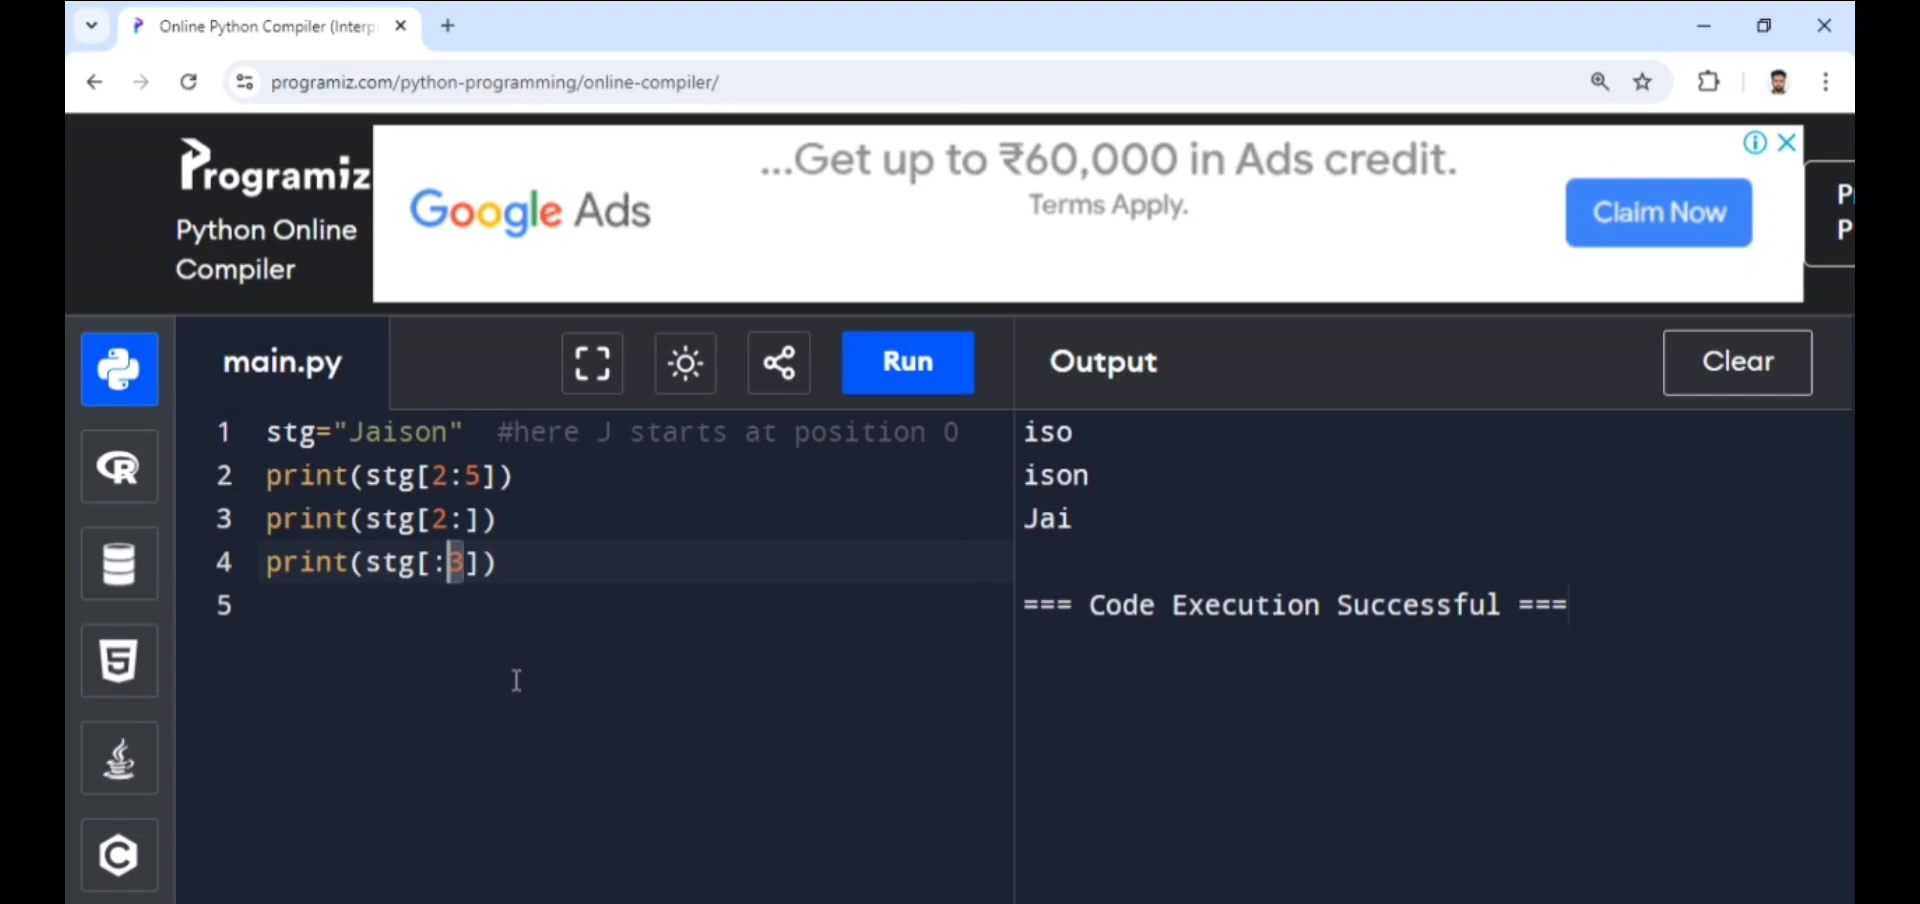 Online Python Compiler (Interp
programiz.com/python-programming/online-compiler/
Programiz
Python Online
Compiler
Google Ads
...Get up to ₹60,000 in Ads credit.
Terms Apply.
Claim Now
P
P
main.py
Run
Output
Clear
1 stg="Jaison"  #here J starts at position 0
2 print(stg[2:5])
3 print(stg[2:])
4 print(stg[:3])
5
iso
ison
Jai
=== Code Execution Successful ===